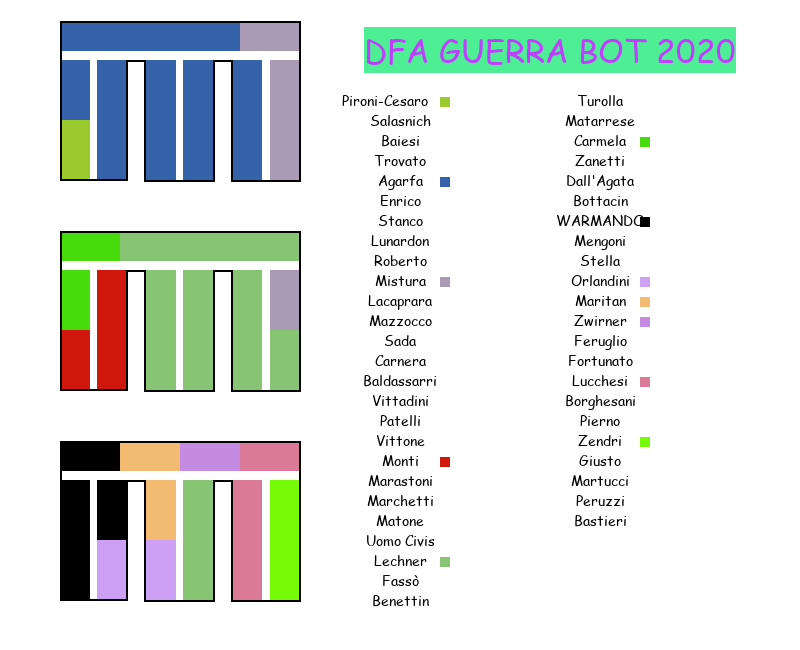 DFA GUERRA BOT 2020
Pironi-Cesaro
Salasnich
Baiesi
Trovato
Agarfa
Enrico
Stanco
Lunardon
Roberto
Mistura
Lacaprara
Mazzocco
Sada
Carnera
Baldassarri
Vittadini
Patelli
Vittone
Monti
Marastoni
Marchetti
Matone
Uomo Civis
Lechner
Fassò
Benettin
Turolla
Matarrese
Carmela
Zanetti
Dall'Agata
Bottacin
WARMANDO
Mengoni
Stella
Orlandini
Maritan
Zwirner
Feruglio
Fortunato
Lucchesi
Borghesani
Pierno
Zendri
Giusto
Martucci
Peruzzi
Bastieri